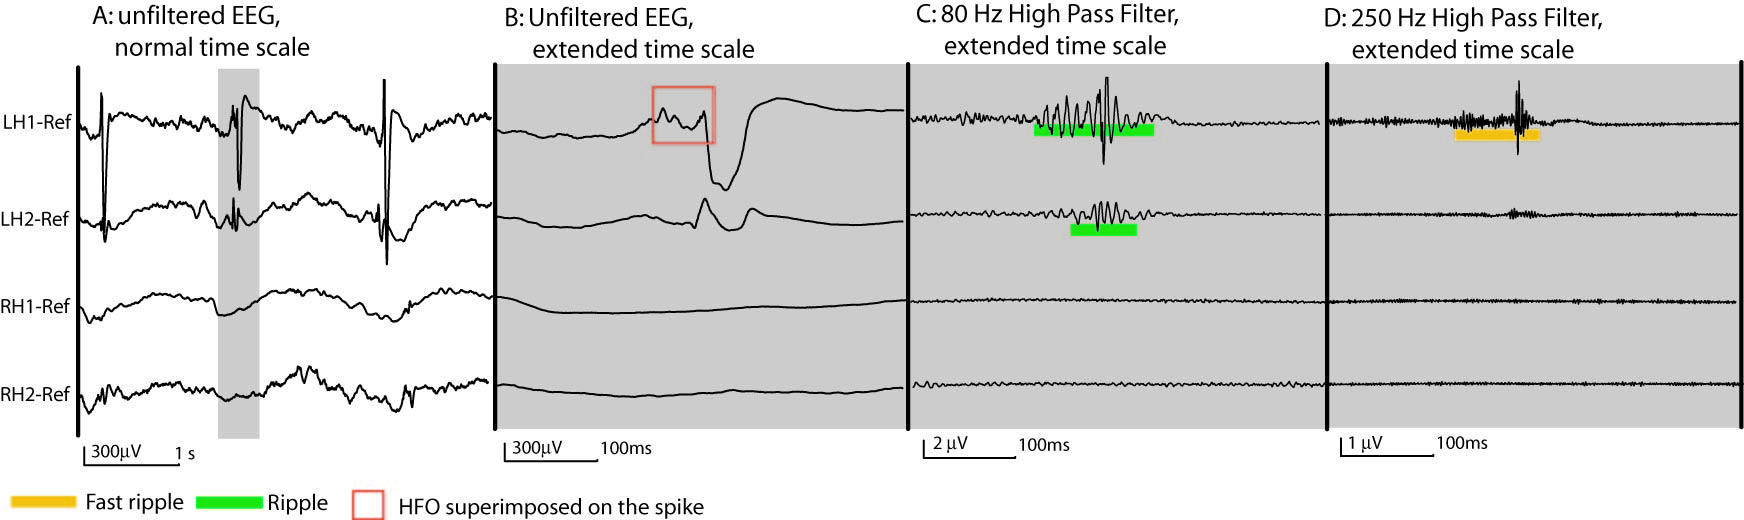 A: unfiltered EEG,
normal time scale
B: Unfiltered EEG,
extended time scale
C: 80 Hz High Pass Filter,
extended time scale
D: 250 Hz High Pass Filter,
extended time scale
LH1-Ref
LH2-Ref
RH1-Ref
RH2-Ref
300μV 1 s
300μV 100ms
2 μV 100ms
1 μV 100ms
Fast ripple
Ripple
HFO superimposed on the spike